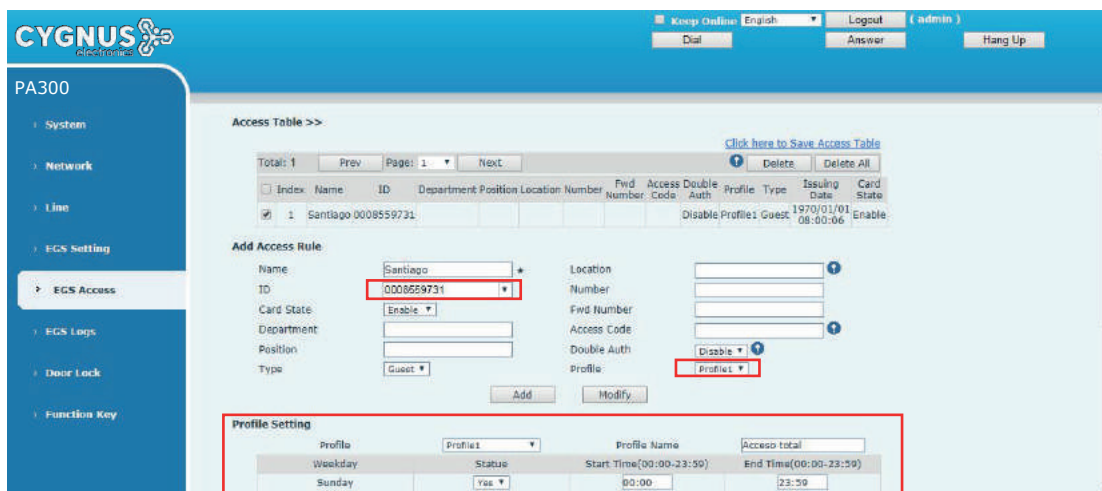 Keep Online English Logout ( admin )
CYGNUS electronics
Dial Answer Hang Up
PA300
System
Network
Line
EGS Setting
EGS Access
EGS Logs
Door Lock
Function Key
Access Table >>
Click here to Save Access Table
Total: 1 Prev Page: 1 Next Delete Delete All
Index Name ID Department Position Location Number Fwd Number Access Code Double Auth Profile Type Issuing Date Card State
1 Santiago 0008559731 Disable Profile1 Guest 1970/01/01 08:00:06 Enable
Add Access Rule
Name Santiago * Location
ID 0008559731 Number
Card State Enable Fwd Number
Department Access Code
Position Double Auth Disable
Type Guest Profile Profile1
Add Modify
Profile Setting
Profile Profile1 Profile Name Acceso total
Weekday Statue Start Time(00:00-23:59) End Time(00:00-23:59)
Sunday Yes 00:00 23:59